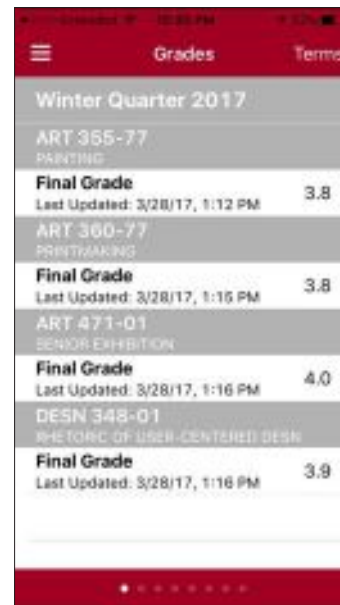 Grades
Terms
Winter Quarter 2017
ART 355-77
PAINTING
Final Grade
3.8
Last Updated: 3/28/17, 1:12 PM
ART 360-77
PRINTMAKING
Final Grade
3.8
Last Updated: 3/28/17, 1:15 PM
ART 471-01
SENIOR EXHIBITION
Final Grade
4.0
Last Updated: 3/28/17, 1:16 PM
DESN 348-01
RHETORIC OF USER-CENTERED DESN
Final Grade
3.9
Last Updated: 3/28/17, 1:16 PM